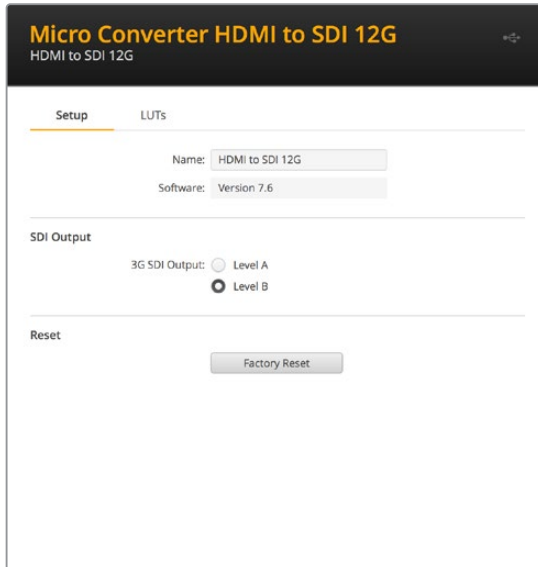 Micro Converter HDMI to SDI 12G
HDMI to SDI 12G
Setup LUTs
Name: HDMI to SDI 12G
Software: Version 7.6
SDI Output
3G SDI Output: Level A
Level B
Reset
Factory Reset